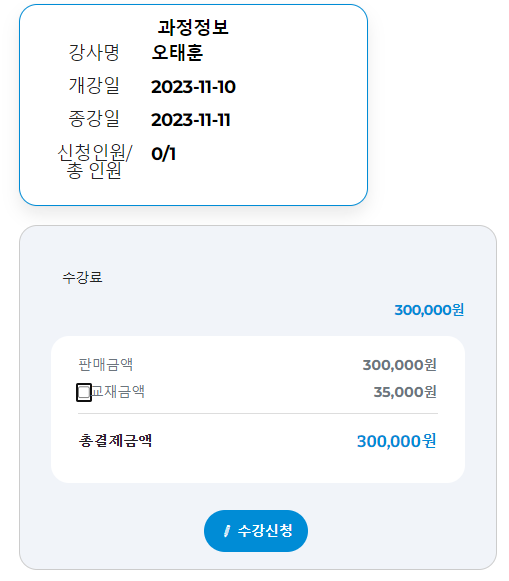 과정정보
강사명 오태훈
개강일 2023-11-10
종강일 2023-11-11
신청인원/ 0/1
총 인원
수강료
300,000원
판매금액 300,000원
교재금액 35,000원
총결제금액 300,000원
수강신청